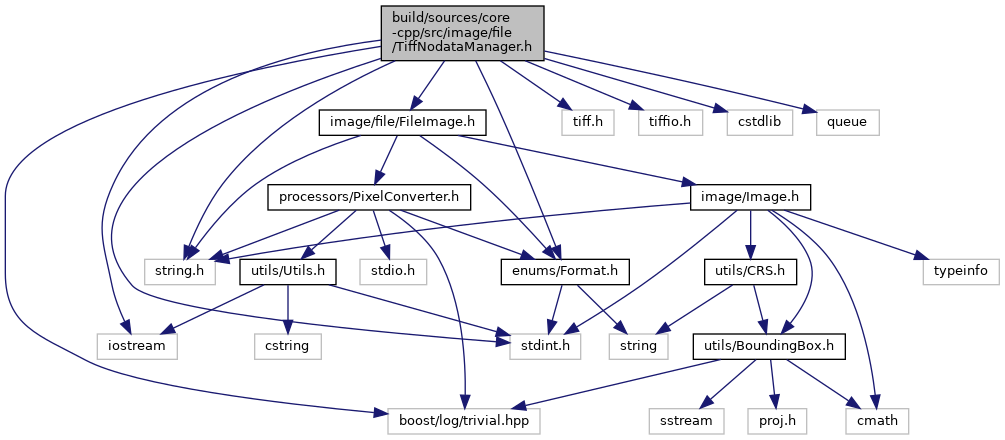 build/sources/core
-cpp/src/image/file
/TiffNodataManager.h
image/file/FileImage.h
tiff.h
tiffio.h
cstdlib
queue
processors/PixelConverter.h
image/Image.h
string.h
utils/Utils.h
stdio.h
enums/Format.h
utils/CRS.h
typeinfo
iostream
cstring
stdint.h
string
utils/BoundingBox.h
boost/log/trivial.hpp
sstream
proj.h
cmath